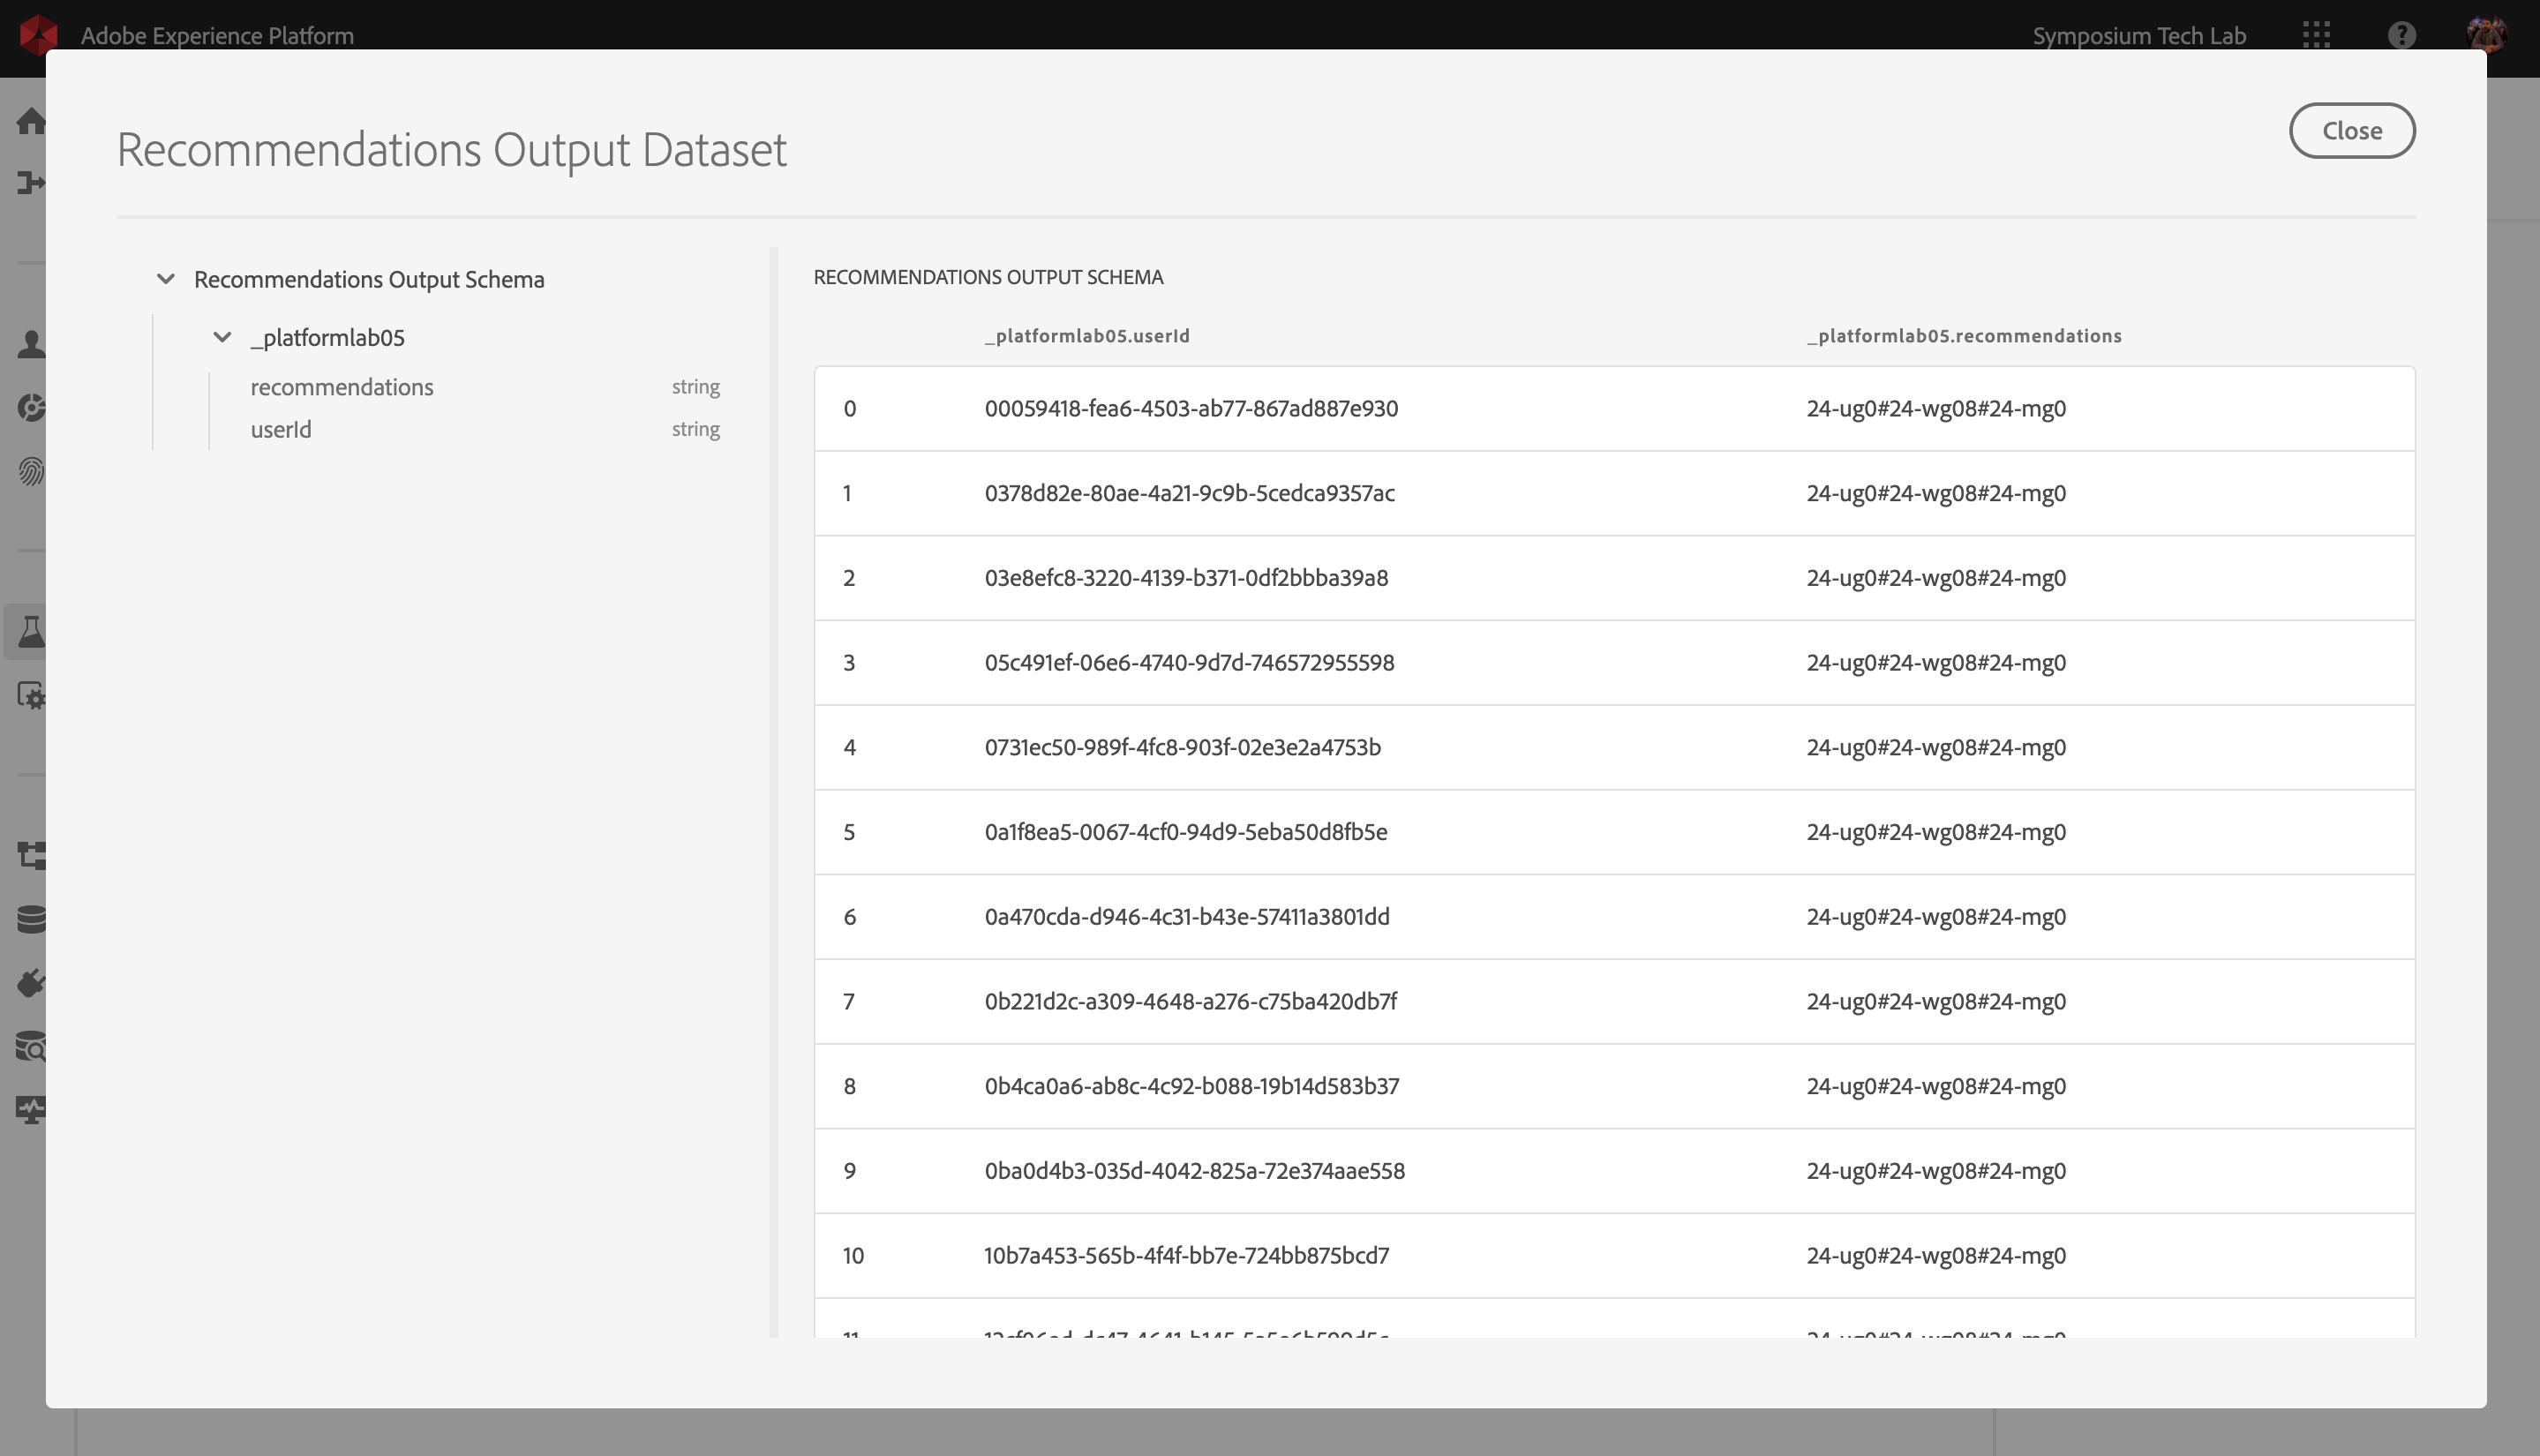 Adobe Experience Platform
Symposium Tech Lab
Recommendations Output Dataset
Close
Recommendations Output Schema
_platformlab05
recommendations string
userId string
RECOMMENDATIONS OUTPUT SCHEMA
_platformlab05.userId _platformlab05.recommendations
0 00059418-fea6-4503-ab77-867ad887e930 24-ug0#24-wg08#24-mg0
1 0378d82e-80ae-4a21-9c9b-5cedca9357ac 24-ug0#24-wg08#24-mg0
2 03e8efc8-3220-4139-b371-0df2bbba39a8 24-ug0#24-wg08#24-mg0
3 05c491ef-06e6-4740-9d7d-746572955598 24-ug0#24-wg08#24-mg0
4 0731ec50-989f-4fc8-903f-02e3e2a4753b 24-ug0#24-wg08#24-mg0
5 0a1f8ea5-0067-4cf0-94d9-5eba50d8fb5e 24-ug0#24-wg08#24-mg0
6 0a470cda-d946-4c31-b43e-57411a3801dd 24-ug0#24-wg08#24-mg0
7 0b221d2c-a309-4648-a276-c75ba420db7f 24-ug0#24-wg08#24-mg0
8 0b4ca0a6-ab8c-4c92-b088-19b14d583b37 24-ug0#24-wg08#24-mg0
9 0ba0d4b3-035d-4042-825a-72e374aae558 24-ug0#24-wg08#24-mg0
10 10b7a453-565b-4f4f-bb7e-724bb875bcd7 24-ug0#24-wg08#24-mg0
11 24-ug0#24-wg08#24-mg0